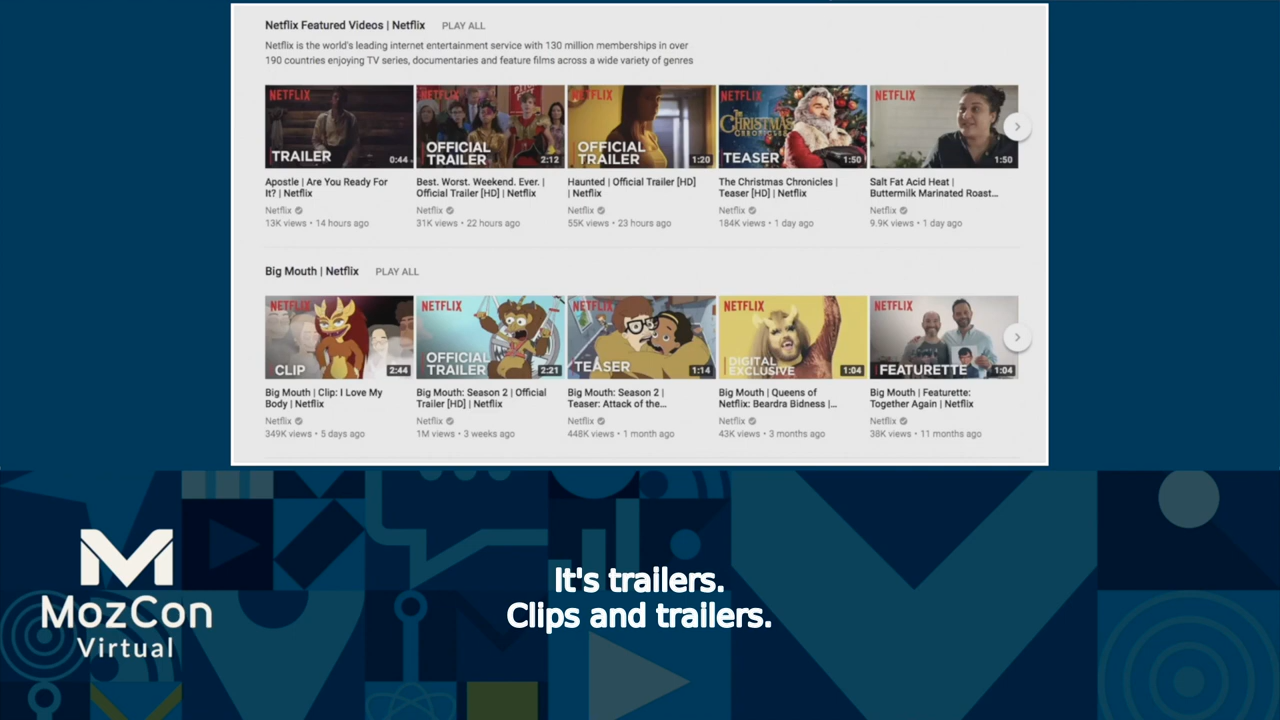 Netflix Featured Videos | Netflix PLAY ALL
Netflix is the world's leading internet entertainment service with 130 million memberships in over
190 countries enjoying TV series, documentaries and feature films across a wide variety of genres
NETFLIX NETFLIX NETFLIX NETFLIX NETFLIX
THE CHRISTMAS CHRONICLES
TRAILER 0:44 OFFICIAL TRAILER 2:12 OFFICIAL TRAILER 1:20 TEASER 1:50 1:50
Apostle | Are You Ready For
It? | Netflix
Netflix
13K views • 14 hours ago
Best. Worst. Weekend. Ever. |
Official Trailer [HD] | Netflix
Netflix
31K views • 22 hours ago
Haunted | Official Trailer [HD]
| Netflix
Netflix
55K views • 23 hours ago
The Christmas Chronicles |
Teaser [HD] | Netflix
Netflix
184K views • 1 day ago
Salt Fat Acid Heat |
Buttermilk Marinated Roast...
Netflix
9.9K views • 1 day ago
Big Mouth | Netflix PLAY ALL
NETFLIX NETFLIX NETFLIX NETFLIX NETFLIX
CLIP 2:44 OFFICIAL TRAILER 2:21 TEASER 1:14 DIGITAL EXCLUSIVE 1:04 FEATURETTE 1:04
Big Mouth | Clip: I Love My
Body | Netflix
Netflix
349K views • 5 days ago
Big Mouth: Season 2 | Official
Trailer [HD] | Netflix
Netflix
1M views • 3 weeks ago
Big Mouth: Season 2 |
Teaser: Attack of the...
Netflix
448K views • 1 month ago
Big Mouth | Queens of
Netflix: Beardra Bidness |...
Netflix
43K views • 3 months ago
Big Mouth | Featurette:
Together Again | Netflix
Netflix
38K views • 11 months ago
MozCon
Virtual
It's trailers.
Clips and trailers.